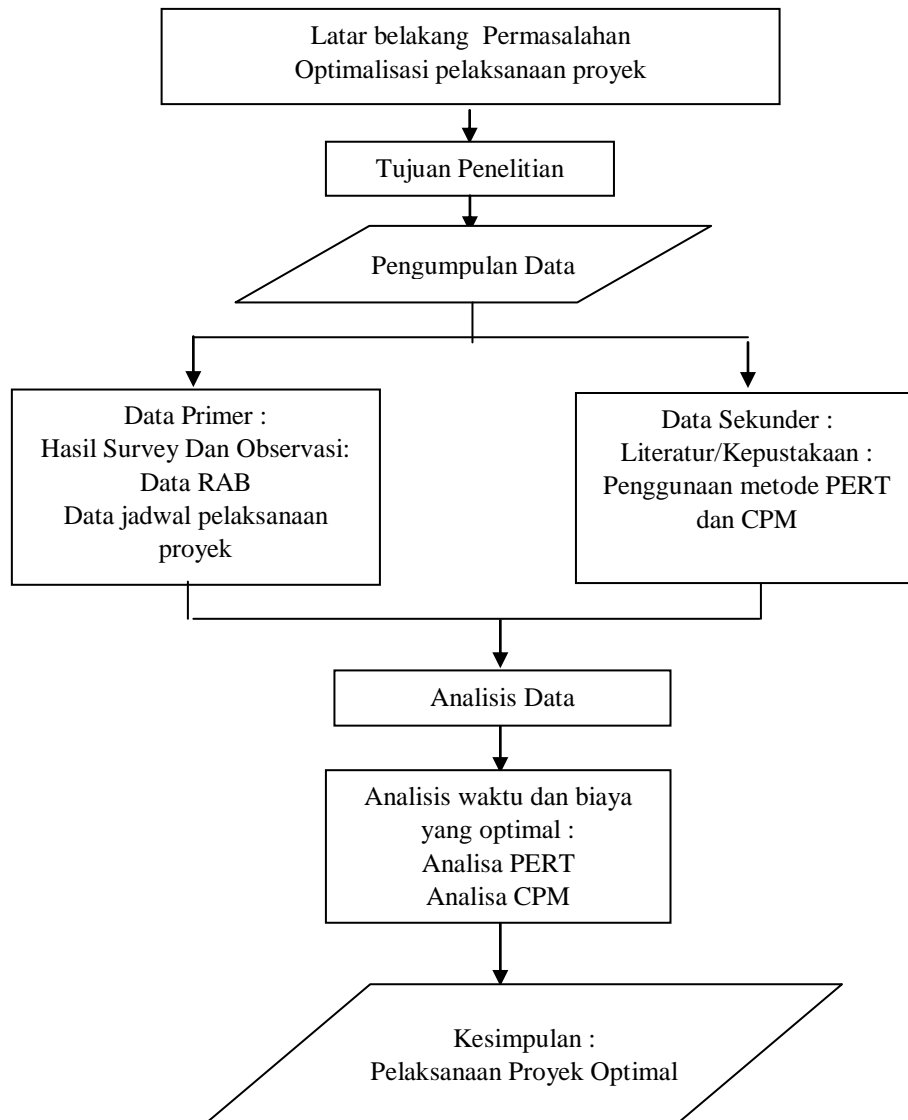 Latar belakang Permasalahan
Optimalisasi pelaksanaan proyek
Tujuan Penelitian
Pengumpulan Data
Data Primer :
Hasil Survey Dan Observasi:
Data RAB
Data jadwal pelaksanaan
proyek
Data Sekunder :
Literatur/Kepustakaan :
Penggunaan metode PERT
dan CPM
Analisis Data
Analisis waktu dan biaya
yang optimal :
Analisa PERT
Analisa CPM
Kesimpulan :
Pelaksanaan Proyek Optimal